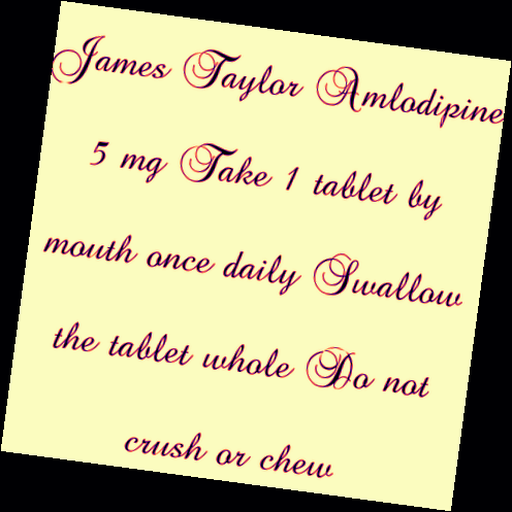 James Taylor Amlodipine
5 mg Take 1 tablet by
mouth once daily Swallow
the tablet whole Do not
crush or chew